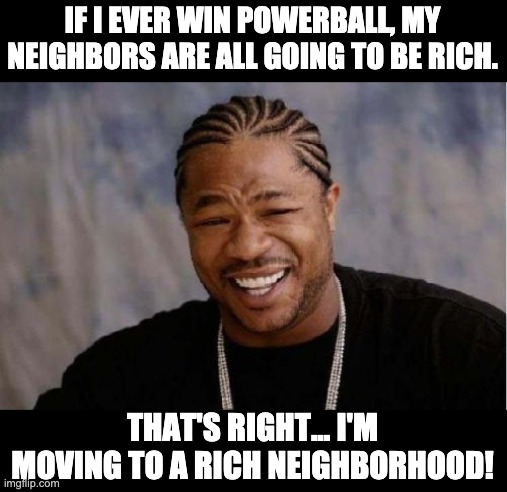 IF I EVER WIN POWERBALL, MY
NEIGHBORS ARE ALL GOING TO BE RICH.
THAT'S RIGHT... I'M
MOVING TO A RICH NEIGHBORHOOD!
imgflip.com